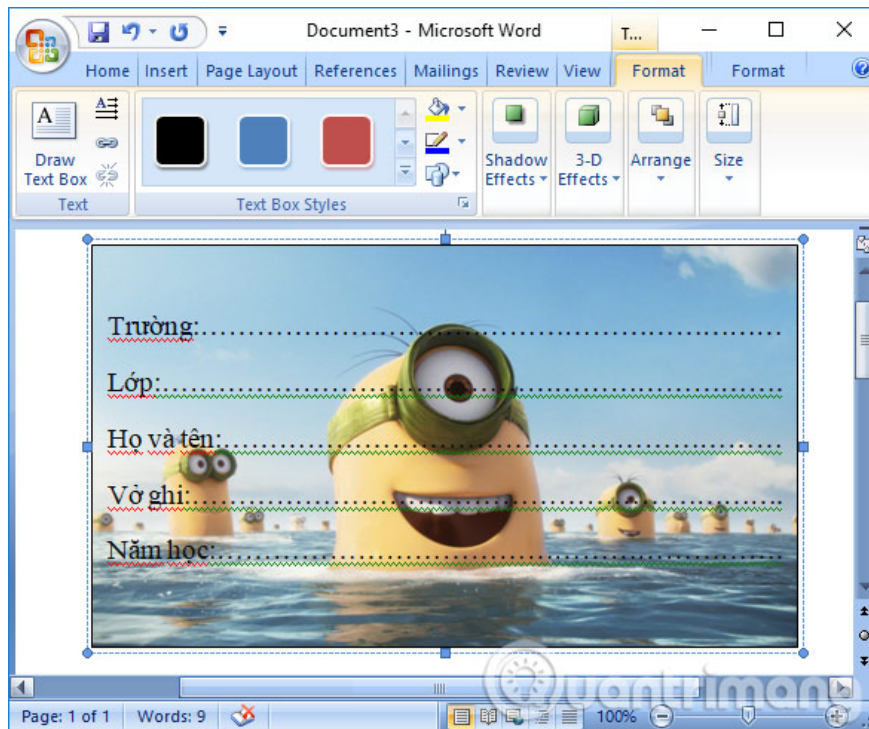 Document3 - Microsoft Word
T...
Home Insert Page Layout References Mailings Review View Format Format
Draw Text Box
Shadow Effects
3-D Effects
Arrange
Size
Text
Text Box Styles
Trường:……………………………………………………………
Lớp:……………………………………………………………
Họ và tên:……………………………………………………………
Vở ghi:……………………………………………………………
Năm học:……………………………………………………………
Quantrimang
Page: 1 of 1 Words: 9 100%